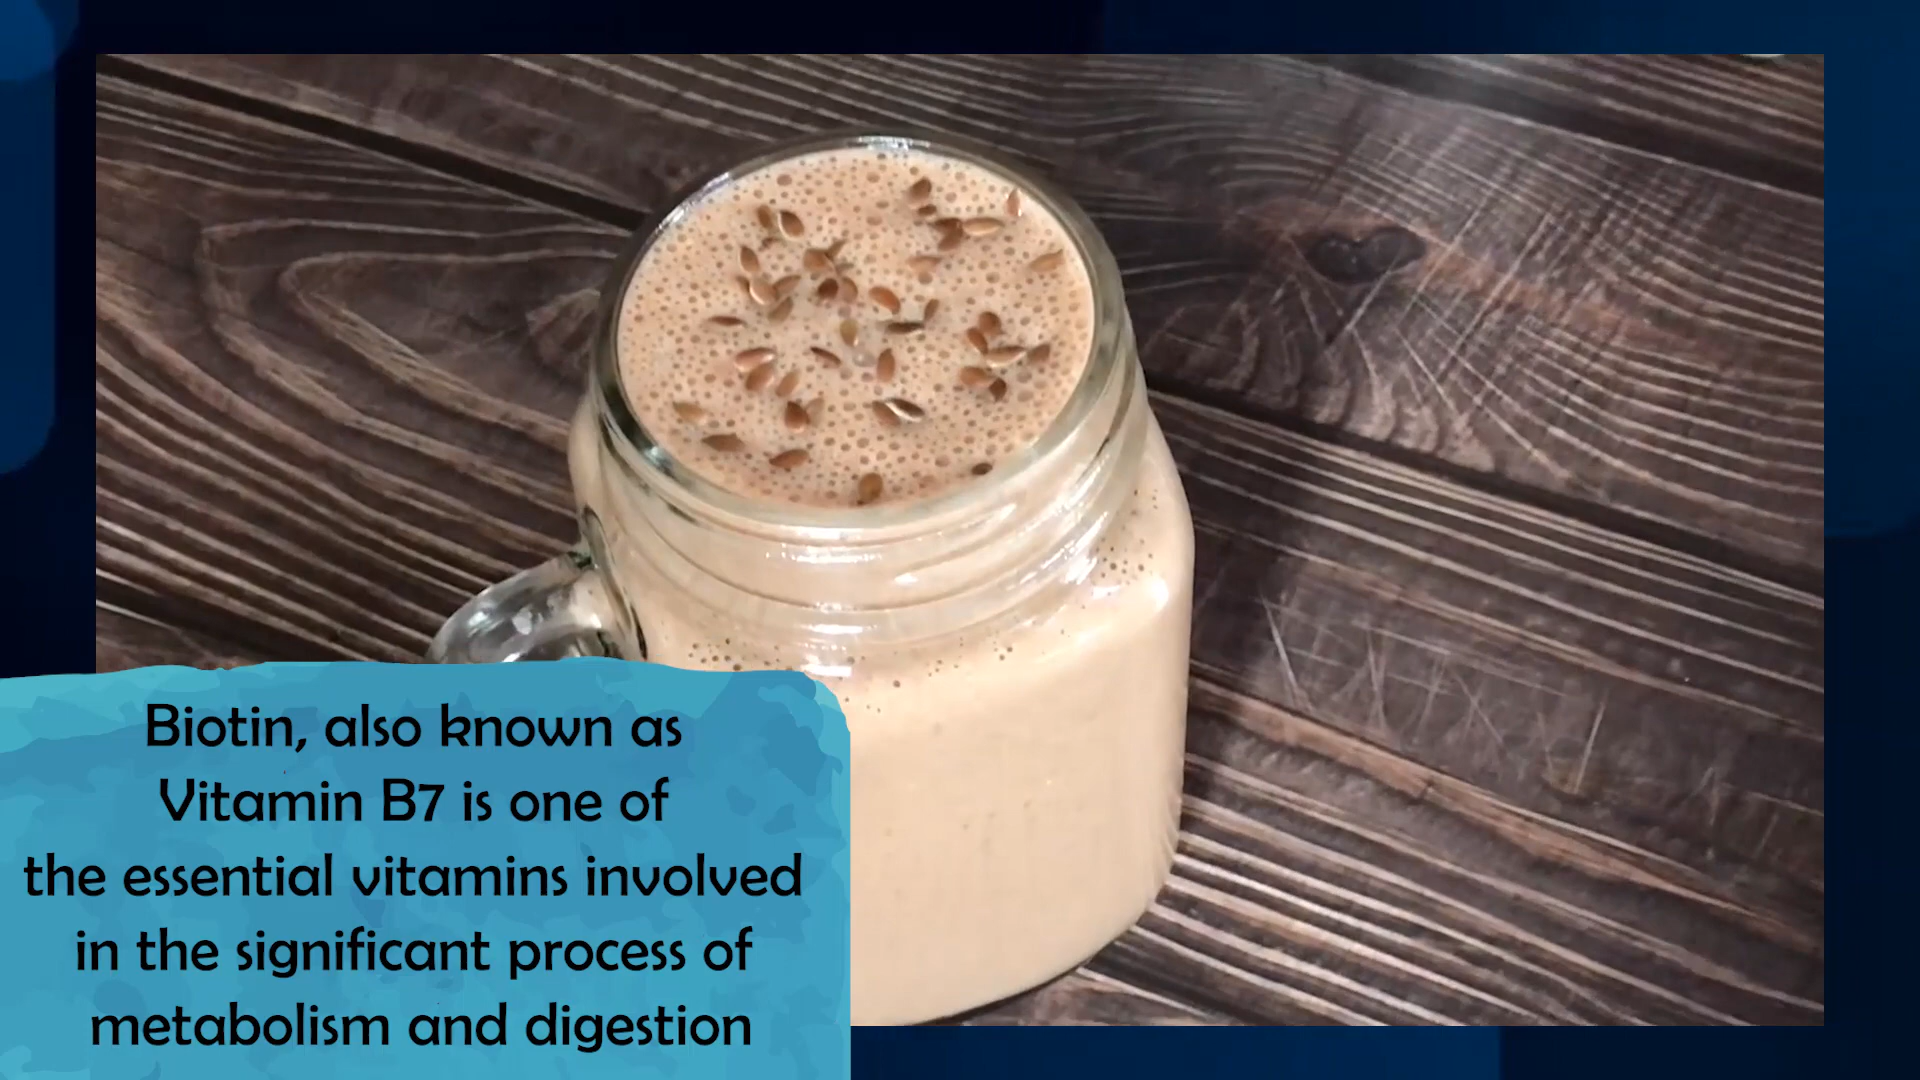 Biotin, also known as
Vitamin B7 is one of
the essential vitamins involved
in the significant process of
metabolism and digestion